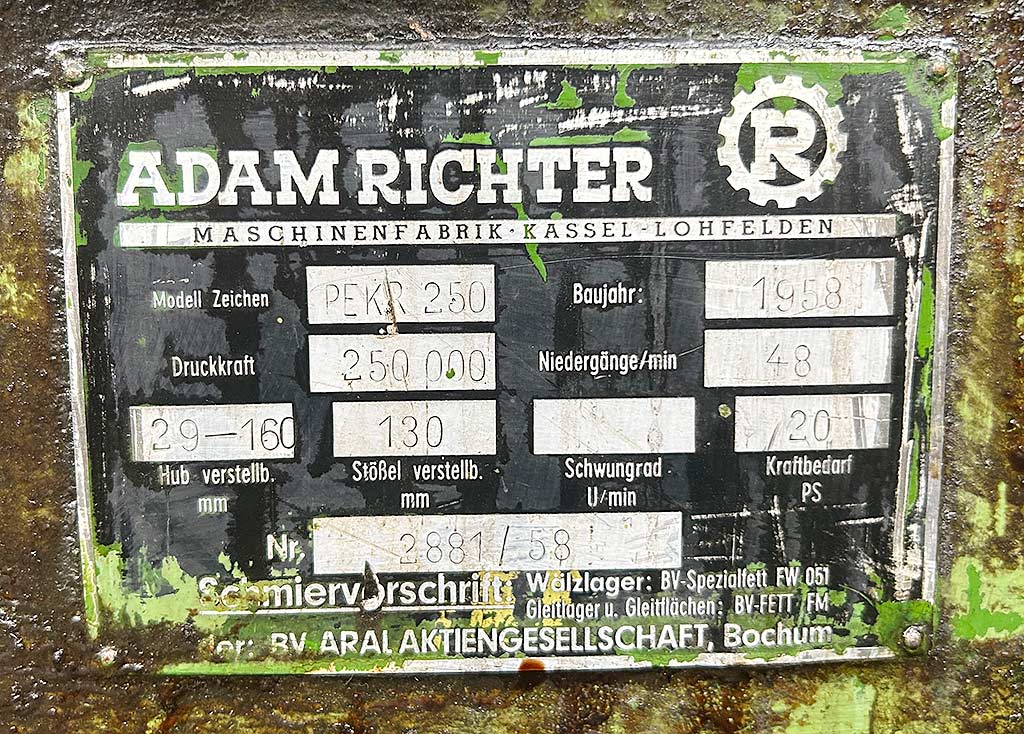 R
ADAM RICHTER
MASCHINENFABRIK·KASSEL-LOHFELDEN
Modell Zeichen PEKR 250 Baujahr: 1958
Druckkraft 250 000 Niedergänge/min 48
29–160 130 20
Hub verstellb. Stößel verstellb. Schwungrad Kraftbedarf
mm mm U/min PS
Nr. 2881/58
Schmiervorschrift: Wälzlager: BV-Spezialfett FW 051
Gleitlager u. Gleitflächen: BV-FETT FM
BV ARAL AKTIENGESELLSCHAFT, Bochum